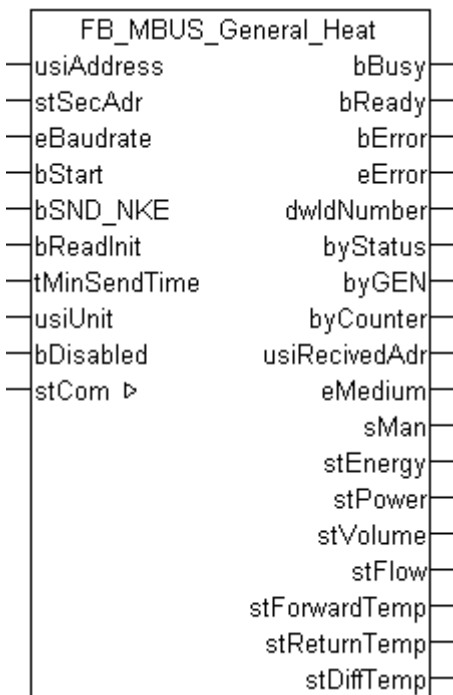 FB_MBUS_General_Heat
usiAddress bBusy
stSecAdr bReady
eBaudrate bError
bStart eError
bSND_NKE dwIdNumber
bReadInit byStatus
tMinSendTime byGEN
usiUnit byCounter
bDisabled usiRecivedAdr
stCom ▷ eMedium
sMan
stEnergy
stPower
stVolume
stFlow
stForwardTemp
stReturnTemp
stDiffTemp